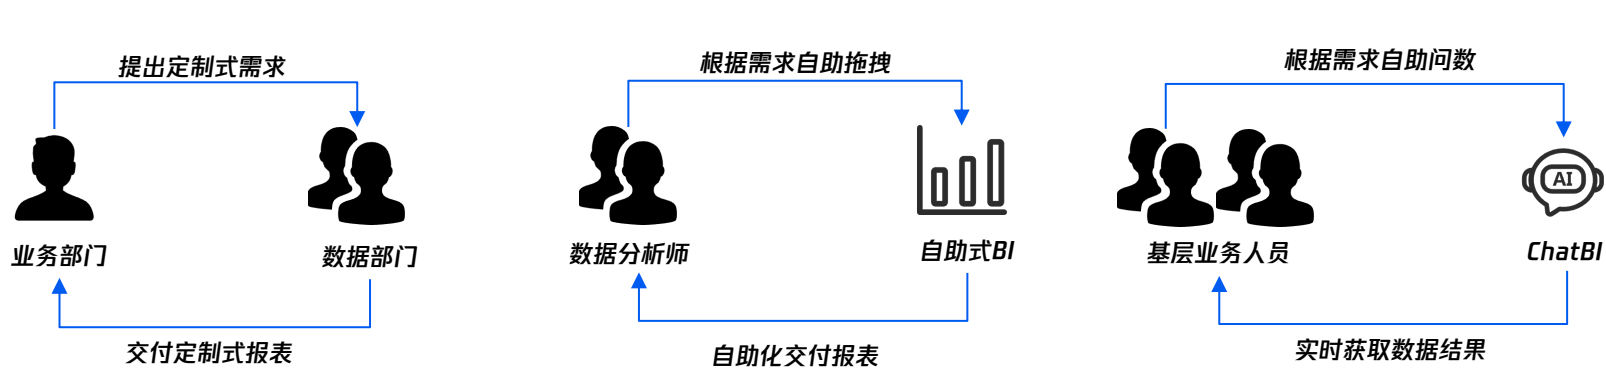 提出定制式需求
业务部门
数据部门
交付定制式报表
根据需求自助拖拽
数据分析师
自助式BI
自助化交付报表
根据需求自助问数
AI
基层业务人员
ChatBI
实时获取数据结果